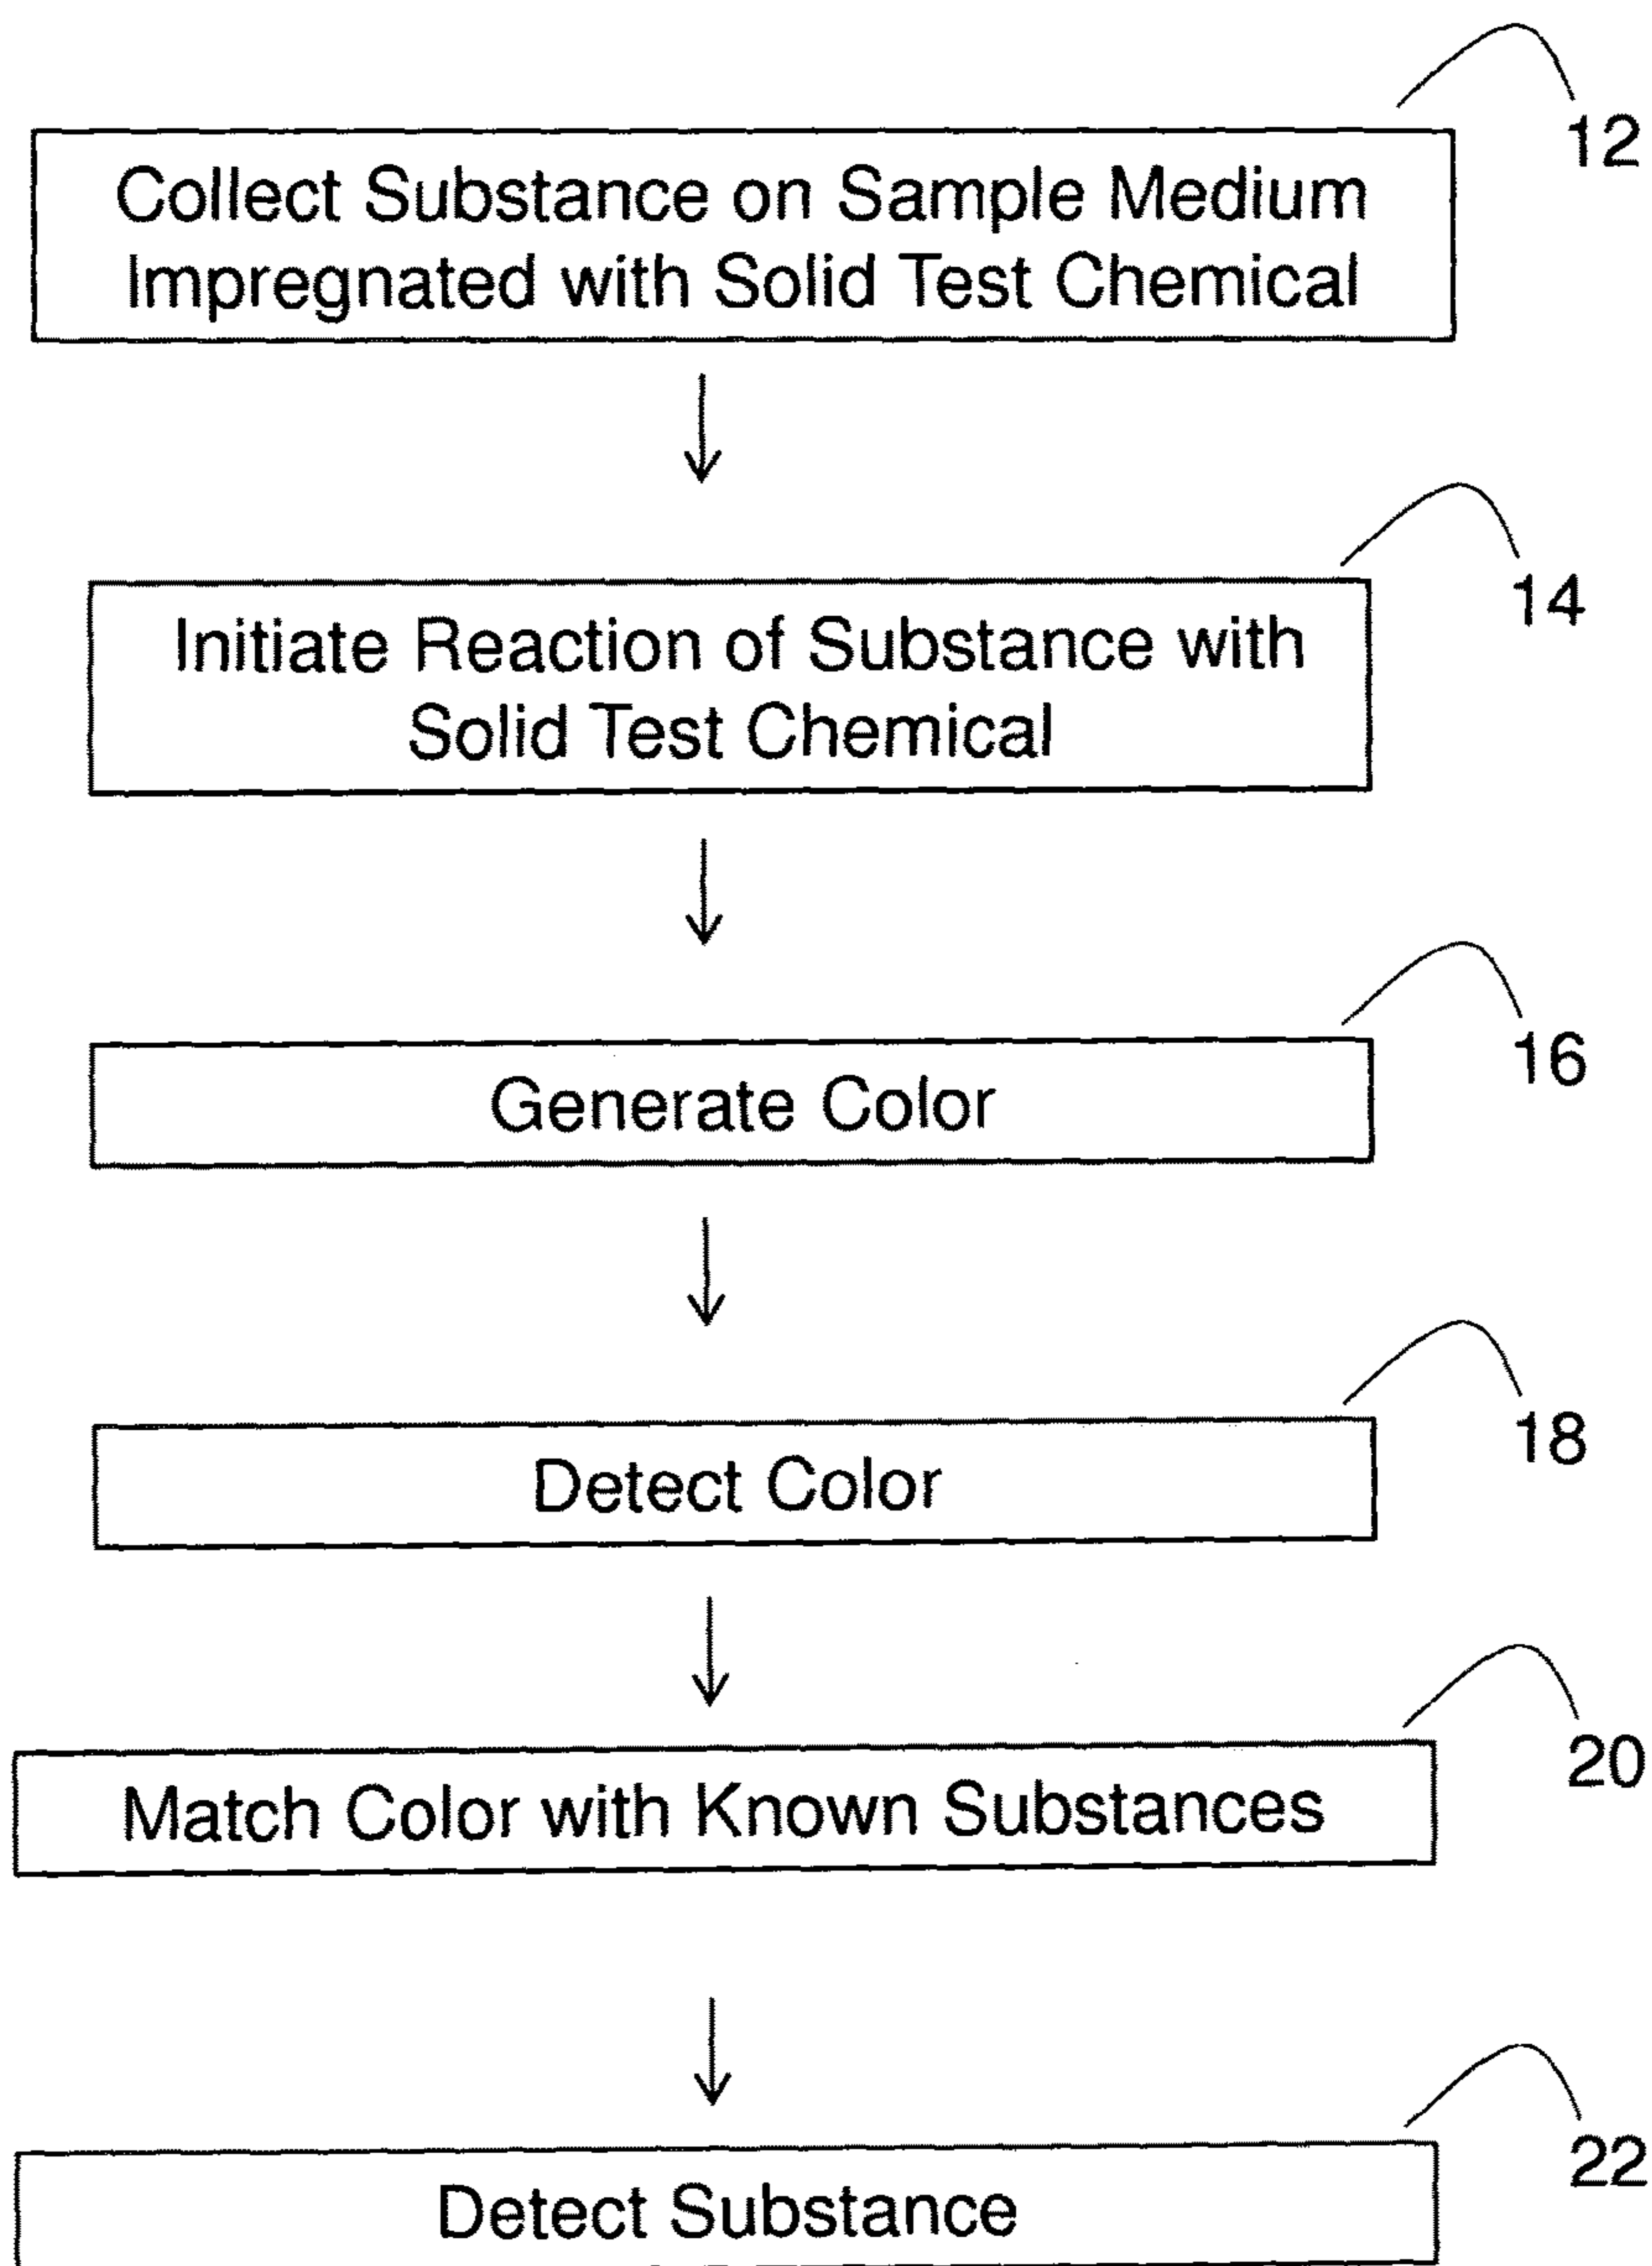 12
Collect Substance on Sample Medium
Impregnated with Solid Test Chemical
14
Initiate Reaction of Substance with
Solid Test Chemical
16
Generate Color
18
Detect Color
20
Match Color with Known Substances
22
Detect Substance